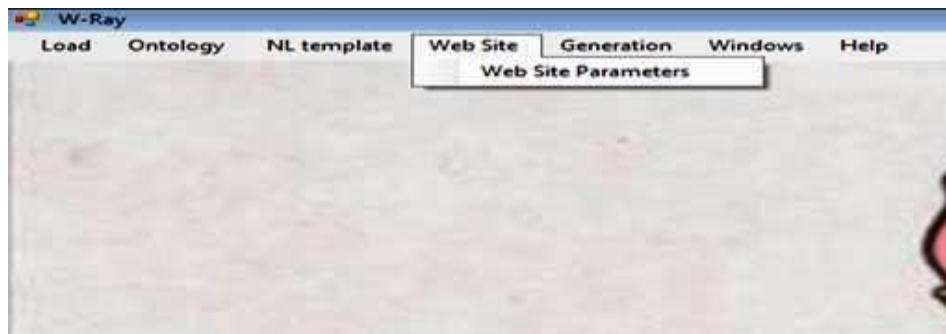 W-Ray
Load Ontology NL template Web Site Generation Windows Help
Web Site Parameters